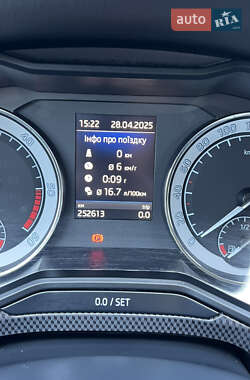 auto RIA
15:22 28.04.2025
Інфо про поїздку
0 км
ø 6 к/г
0:09 г
ø 16.7 л/100км
км
252613 0.0
0.0 / SET